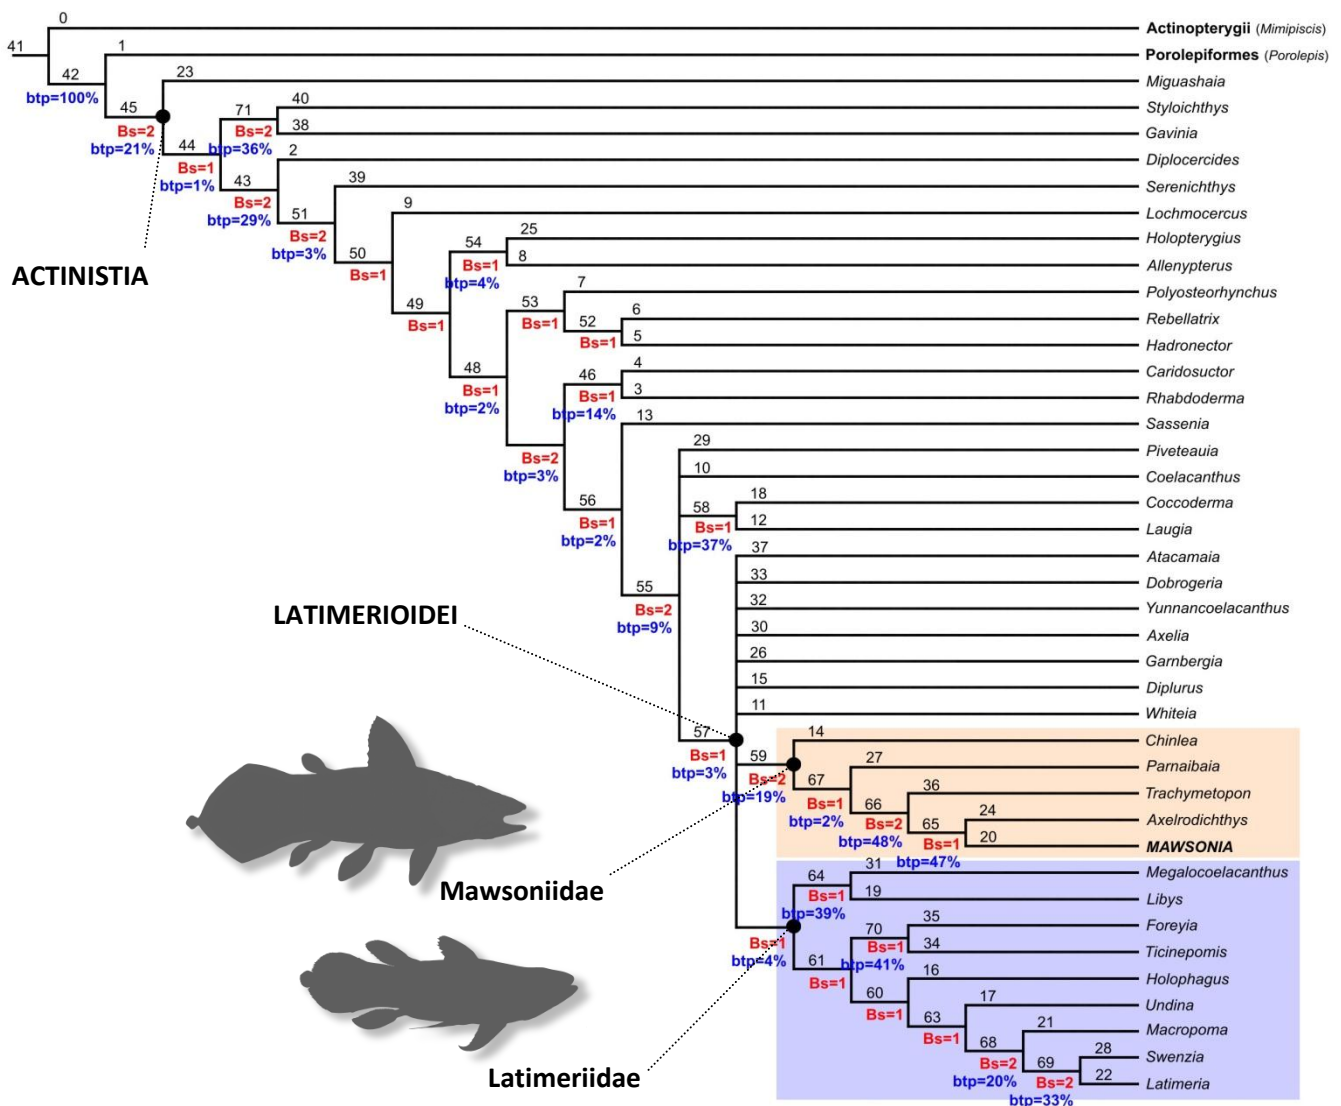 0
Actinopterygii (Mimipiscis)
41
1
Porolepiformes (Porolepis)
42
btp=100%
23
Miguashaia
45
Bs=2
btp=21%
40
Styloichthys
71
Bs=2
btp=36%
38
Gavinia
44
Bs=1
btp=1%
2
Diplocercides
43
Bs=2
btp=29%
39
Serenichthys
51
Bs=2
btp=3%
9
Lochmocercus
50
Bs=1
25
Holopterygius
54
Bs=1
btp=4%
8
Allenypterus
ACTINISTIA
49
Bs=1
7
Polyosteorhynchus
53
Bs=1
6
Rebellatrix
52
Bs=1
5
Hadronector
48
Bs=1
btp=2%
4
Caridosuctor
46
Bs=1
btp=14%
3
Rhabdoderma
13
Sassenia
Bs=2
btp=3%
29
Piveteauia
10
Coelacanthus
56
Bs=1
btp=2%
18
Coccoderma
58
Bs=1
btp=37%
12
Laugia
37
Atacamaia
33
Dobrogeria
55
Bs=2
btp=9%
LATIMERIOIDEI
32
Yunnancoelacanthus
30
Axelia
26
Garnbergia
15
Diplurus
11
Whiteia
57
Bs=1
btp=3%
14
Chinlea
59
Bs=2
btp=19%
27
Parnaibaia
67
Bs=1
btp=2%
36
Trachymetopon
66
Bs=2
btp=48%
24
Axelrodichthys
65
Bs=1
btp=47%
20
MAWSONIA
Mawsoniidae
31
Megalocoelacanthus
64
Bs=1
btp=39%
19
Libys
Bs=1
btp=4%
35
Foreyia
70
Bs=1
btp=41%
34
Ticinepomis
61
Bs=1
16
Holophagus
60
Bs=1
17
Undina
63
Bs=1
21
Macropoma
68
Bs=2
btp=20%
28
Swenzia
69
Bs=2
btp=33%
22
Latimeria
Latimeriidae